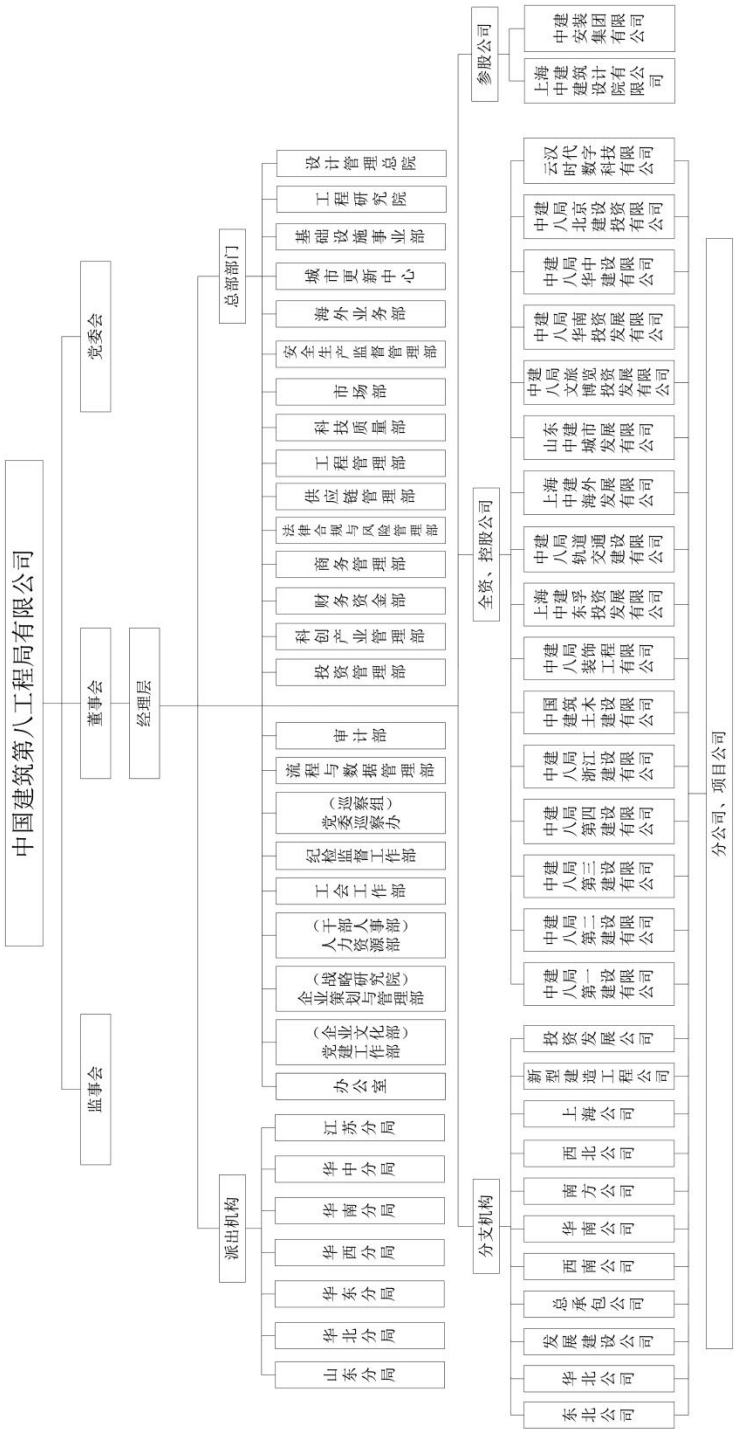 中国建筑第八工程局有限公司
监事会
董事会
党委会
经理层
派出机构
总部部门
山东分局
华北分局
华东分局
华西分局
华南分局
华中分局
江苏分局
办公室
（企业文化部）
党建工作部
（战略研究院）
企业策划与管理部
（干部人事部）
人力资源部
工会工作部
纪检监督工作部
（巡察组）
党委巡察办
流程与数据管理部
审计部
投资管理部
科创产业管理部
财务资金部
商务管理部
法律合规与风险管理部
供应链管理部
工程管理部
科技质量部
市场部
安全生产监督管理部
海外业务部
城市更新中心
基础设施事业部
工程研究院
设计管理总院
分支机构
全资、控股公司
参股公司
东北公司
华北公司
发展建设公司
总承包公司
西南公司
华南公司
南方公司
西北公司
上海公司
新型建造工程公司
投资发展公司
中建
八局
第一
建设
有限
公司
中建
八局
第二
建设
有限
公司
中建
八局
第三
建设
有限
公司
中建
八局
第四
建设
有限
公司
中建
八局
浙江
建设
有限
公司
中国
建筑
土木
建设
有限
公司
中建
八局
装饰
工程
有限
公司
上海
中建
东孚
投资
发展
有限
公司
中建
八局
轨道
交通
建设
有限
公司
上海
中建
海外
发展
有限
公司
山东
中建
城市
发展
有限
公司
中建
八局
文旅
博览
投资
发展
有限
公司
中建
八局
华南
投资
发展
有限
公司
中建
八局
华中
建设
有限
公司
中建
八局
北京
建设
投资
有限
公司
云汉
时代
数字
科技
有限
公司
上海
中建
建筑
设计
院有
限公
司
中建
安装
集团
有限
公司
分公司、项目公司